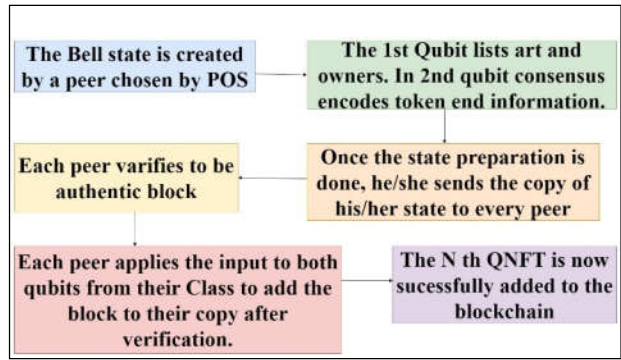 The Bell state is created
by a peer chosen by POS
The 1st Qubit lists art and
owners. In 2nd qubit consensus
encodes token end information.
Once the state preparation is
done, he/she sends the copy of
his/her state to every peer
Each peer varifies to be
authentic block
Each peer applies the input to both
qubits from their Class to add the
block to their copy after
verification.
The N th QNFT is now
sucessfully added to the
blockchain